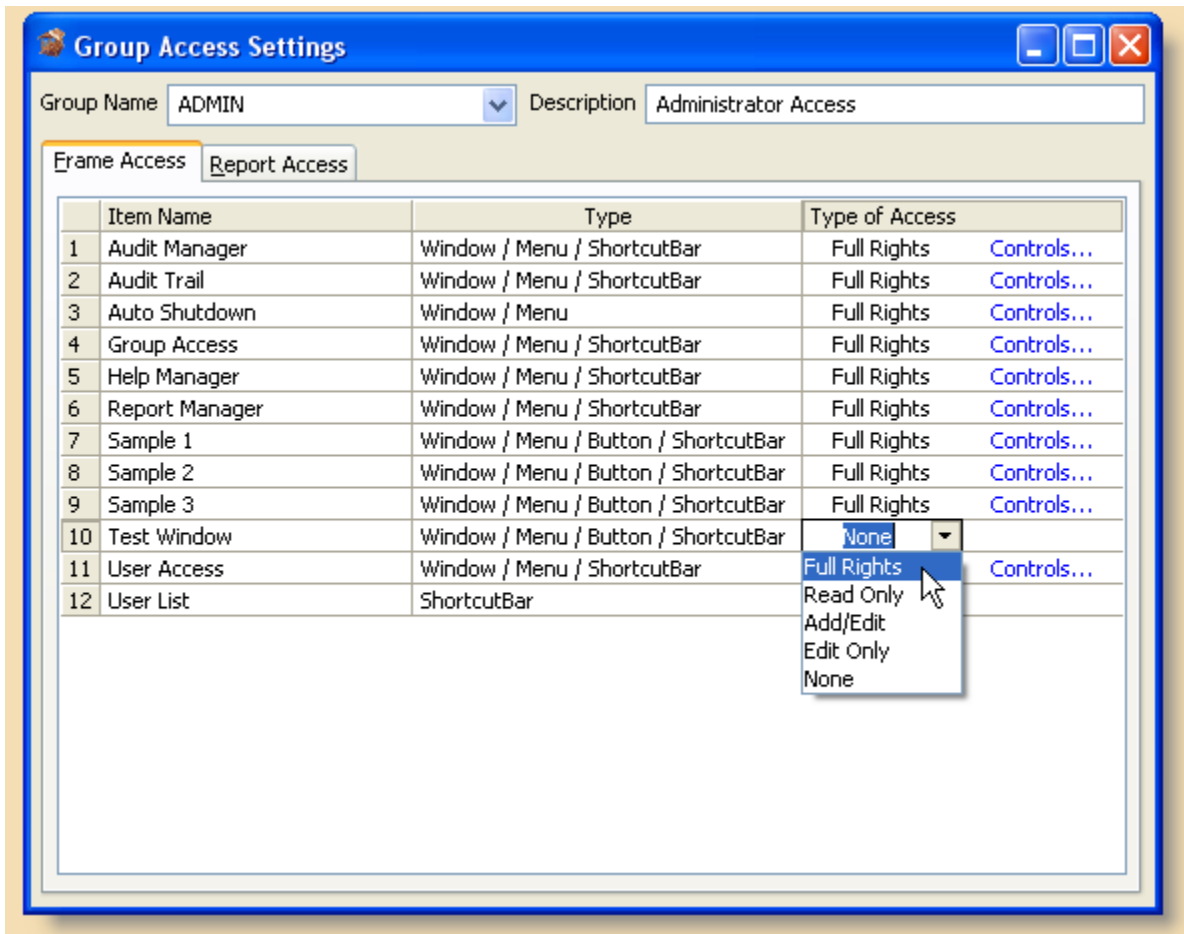 Group Access Settings
Group Name ADMIN Description Administrator Access
Frame Access Report Access
Item Name Type Type of Access
1 Audit Manager Window / Menu / ShortcutBar Full Rights Controls...
2 Audit Trail Window / Menu / ShortcutBar Full Rights Controls...
3 Auto Shutdown Window / Menu Full Rights Controls...
4 Group Access Window / Menu / ShortcutBar Full Rights Controls...
5 Help Manager Window / Menu / ShortcutBar Full Rights Controls...
6 Report Manager Window / Menu / ShortcutBar Full Rights Controls...
7 Sample 1 Window / Menu / Button / ShortcutBar Full Rights Controls...
8 Sample 2 Window / Menu / Button / ShortcutBar Full Rights Controls...
9 Sample 3 Window / Menu / Button / ShortcutBar Full Rights Controls...
10 Test Window Window / Menu / Button / ShortcutBar None
11 User Access Window / Menu / ShortcutBar Full Rights Controls...
12 User List ShortcutBar Read Only
Add/Edit
Edit Only
None